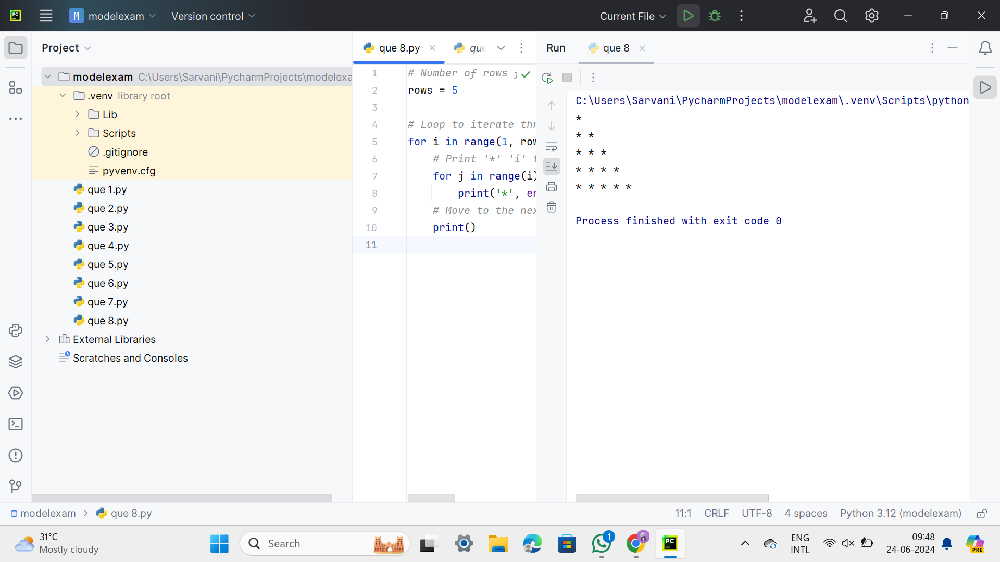 PC
M modelexam
Version control
Current File
Project
modelexam C:\Users\Sarvani\PycharmProjects\modelexa
.venv library root
Lib
Scripts
.gitignore
pyvenv.cfg
que 1.py
que 2.py
que 3.py
que 4.py
que 5.py
que 6.py
que 7.py
que 8.py
External Libraries
Scratches and Consoles
que 8.py
que
1 # Number of rows
2 rows = 5
3
4 # Loop to iterate thr
5 for i in range(1, row
6 # Print '*' 'i' t
7 for j in range(i)
8 print('*', en
9 # Move to the nex
10 print()
11
Run
que 8
C:\Users\Sarvani\PycharmProjects\modelexam\.venv\Scripts\python
*
* *
* * *
* * * *
* * * * *
Process finished with exit code 0
modelexam > que 8.py
11:1 CRLF UTF-8 4 spaces Python 3.12 (modelexam)
31°C
Mostly cloudy
Search
1
PC
ENG
INTL
09:48
24-06-2024
PRE